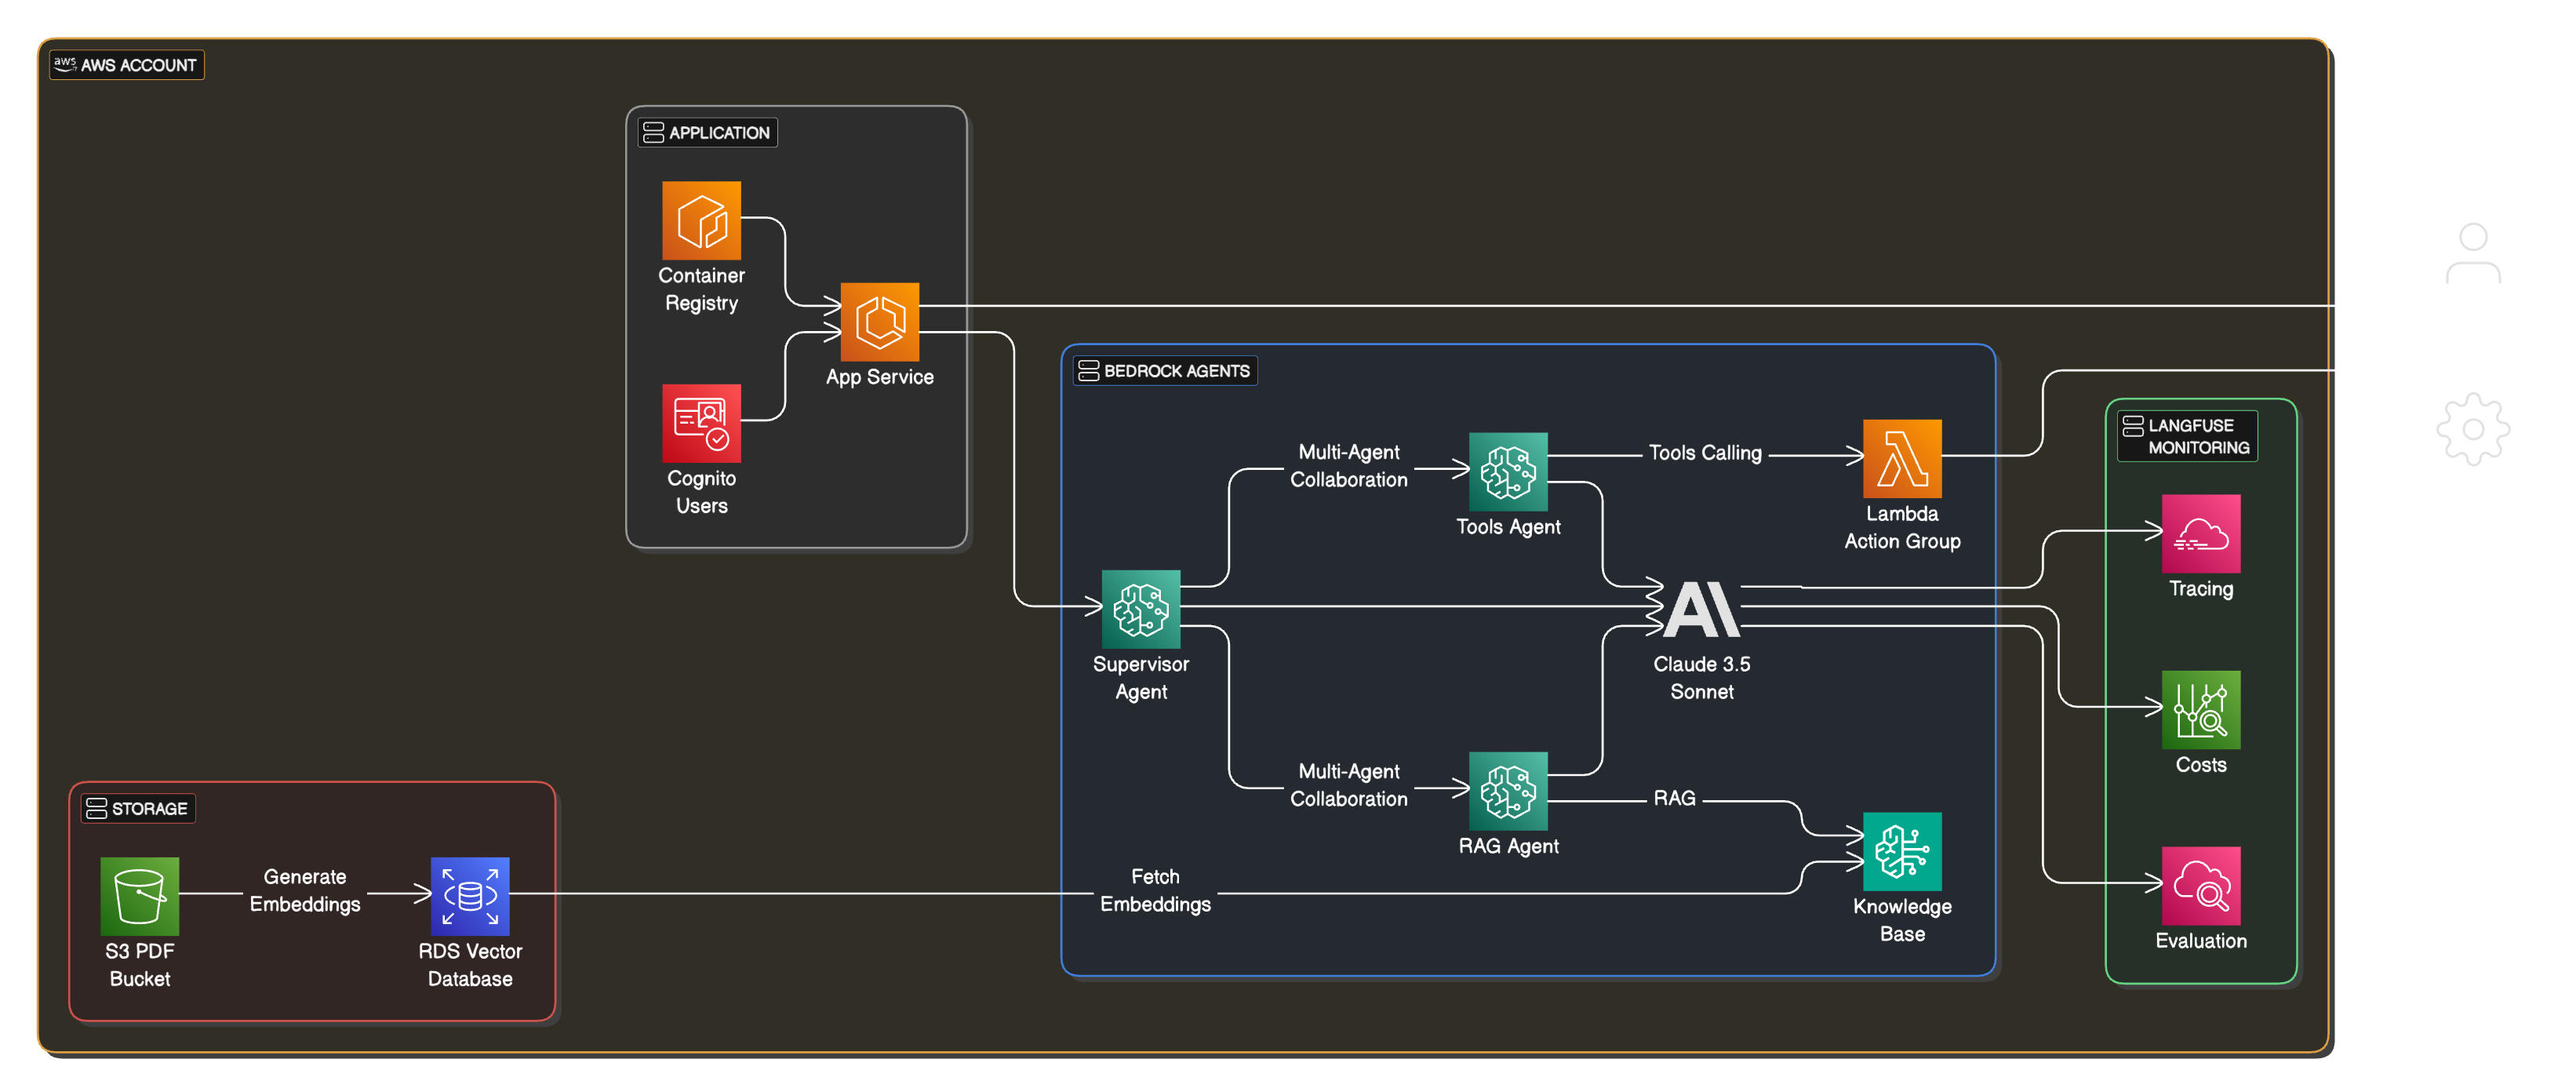 aws AWS ACCOUNT
APPLICATION
Container
Registry
App Service
Cognito
Users
BEDROCK AGENTS
Multi-Agent
Collaboration
Tools Agent
Tools Calling
Lambda
Action Group
Supervisor
Agent
Claude 3.5
Sonnet
Multi-Agent
Collaboration
RAG Agent
RAG
Fetch
Embeddings
Knowledge
Base
LANGFUSE
MONITORING
Tracing
Costs
Evaluation
STORAGE
S3 PDF
Bucket
Generate
Embeddings
RDS Vector
Database